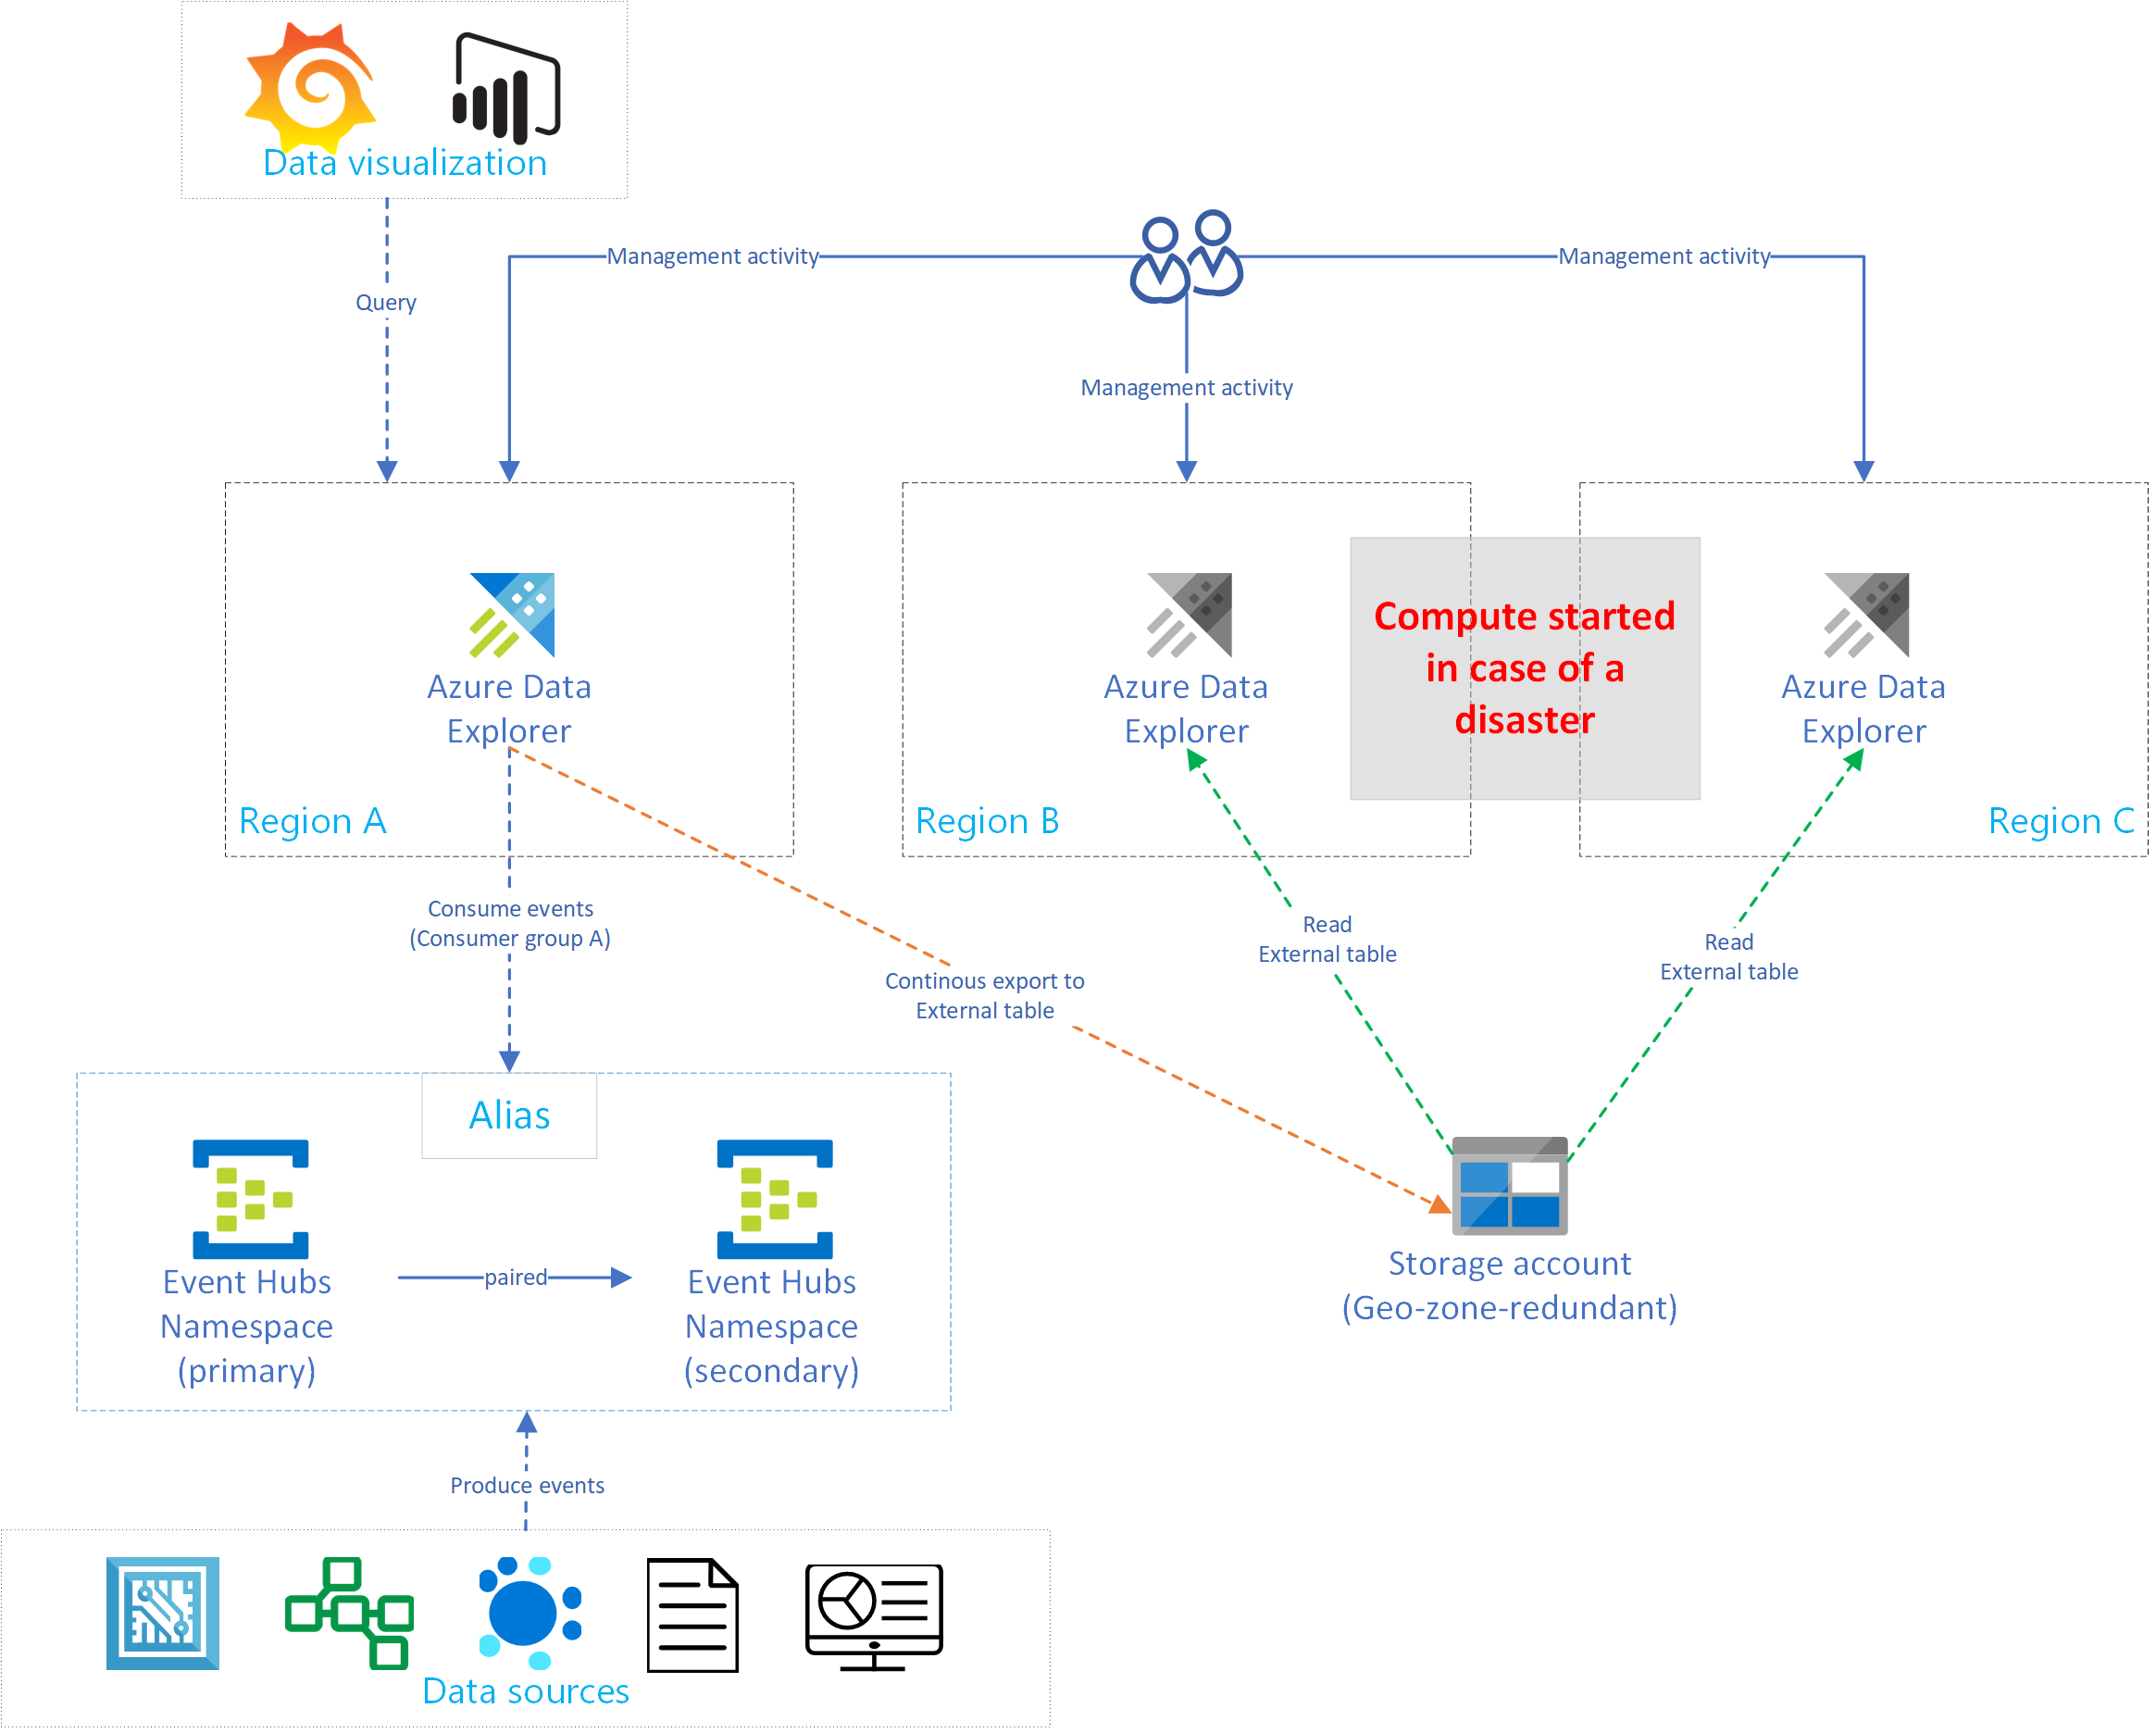 Data visualization
Management activity
Management activity
Query
Management activity
Azure Data
Explorer
Region A
Azure Data
Explorer
Region B
Compute started
in case of a
disaster
Azure Data
Explorer
Region C
Consume events
(Consumer group A)
Continous export to
External table
Read
External table
Read
External table
Alias
Event Hubs
Namespace
(primary)
paired
Event Hubs
Namespace
(secondary)
Storage account
(Geo-zone-redundant)
Produce events
Data sources